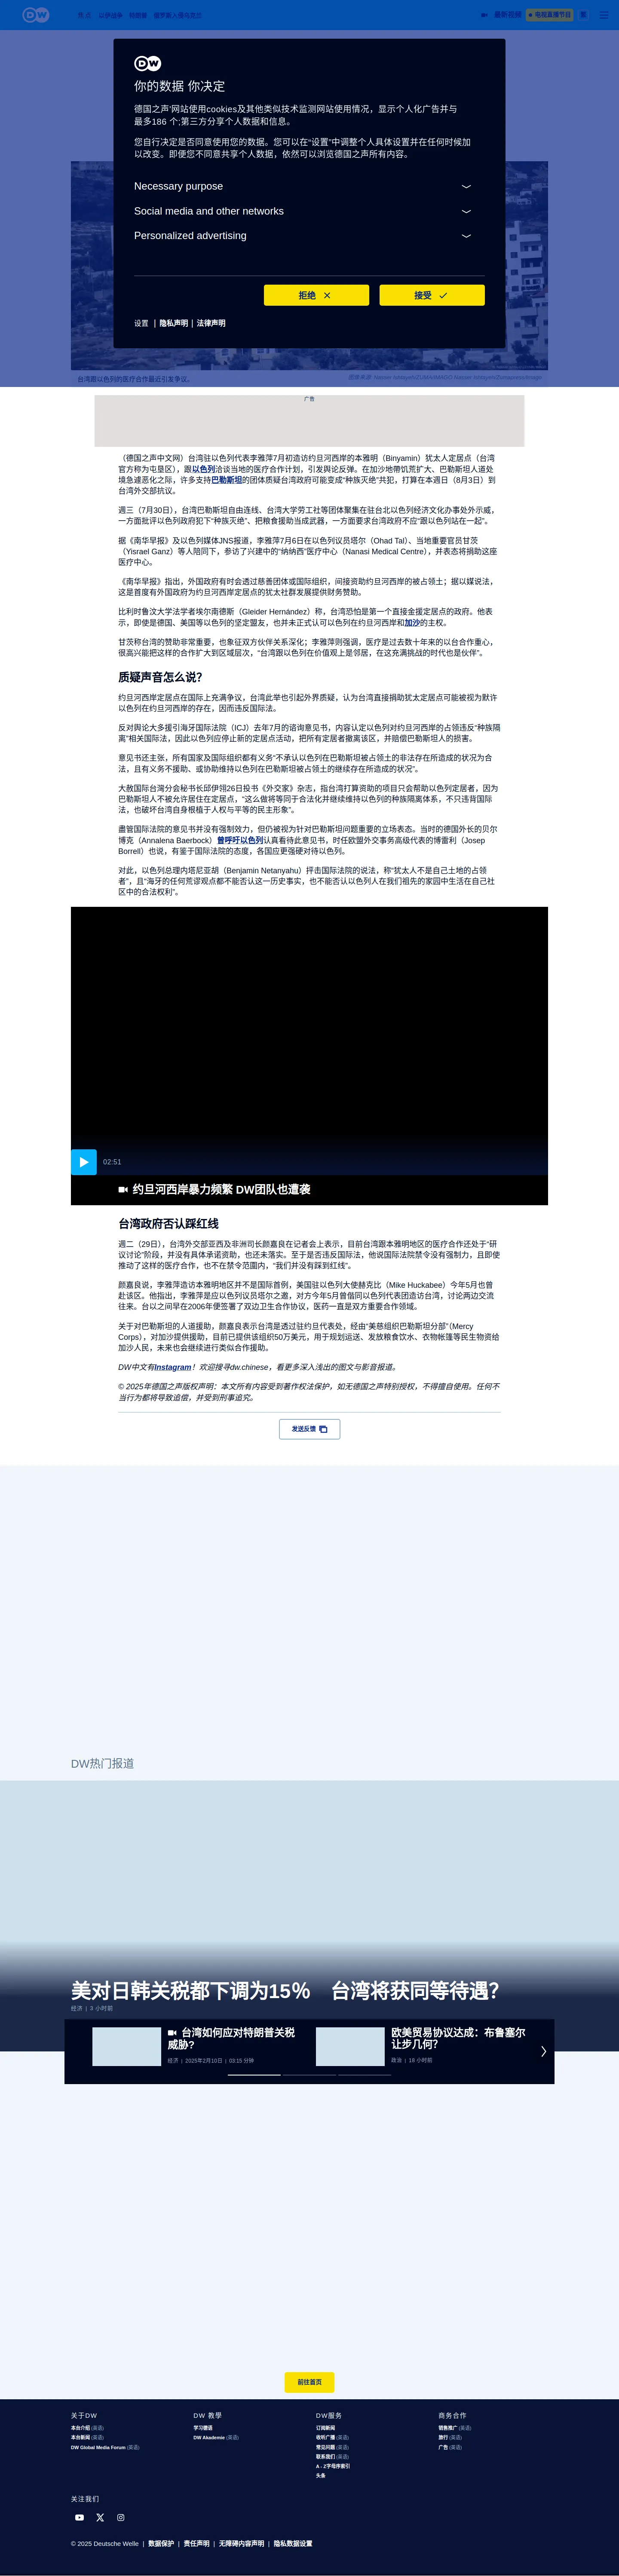 DW
热点
以舒战争
特朗普
俄罗斯入侵乌克兰
最新视频
电视直播节目
繁
DW
你的数据 你决定
德国之声'网站使用cookies及其他类似技术监测网站使用情况，显示个人化广告并与
最多186 个;第三方分享个人数据和信息。
您自行决定是否同意使用您的数据。您可以在“设置”中调整个人具体设置并在任何时候加
以改变。即便您不同意共享个人数据，依然可以浏览德国之声所有内容。
Necessary purpose
Social media and other networks
Personalized advertising
拒绝
接受
设置 | 隐私声明 | 法律声明
台湾跟以色列的医疗合作最近引发争议。
广告
（德国之声中文网）台湾驻以色列代表李雅萍7月初造访约旦河西岸的本雅明（Binyamin）犹太人定居点（台湾
官方称为屯垦区），跟以色列洽谈当地的医疗合作计划，引发舆论反弹。在加沙地带饥荒扩大、巴勒斯坦人道处
境急遽恶化之际，许多支持巴勒斯坦的团体质疑台湾政府可能变成“种族灭绝”共犯，打算在本週日（8月3日）到
台湾外交部抗议。
週三（7月30日），台湾巴勒斯坦自由连线、台湾大学劳工社等团体聚集在驻台北以色列经济文化办事处外示威，
一方面批评以色列政府犯下“种族灭绝”、把粮食援助当成武器，一方面要求台湾政府不应“跟以色列站在一起”。
据《南华早报》及以色列媒体JNS报道，李雅萍7月6日在以色列议员塔尔（Ohad Tal）、当地重要官员甘茨
（Yisrael Ganz）等人陪同下，参访了兴建中的“纳纳西”医疗中心（Nanasi Medical Centre），并表态将捐助这座
医疗中心。
《南华早报》指出，外国政府有时会透过慈善团体或国际组织，间接资助约旦河西岸的被占领土；据以媒说法，
这是首度有外国政府为约旦河西岸定居点的犹太社群发展提供财务赞助。
比利时鲁汶大学法学者埃尔南德斯（Gleider Hernández）称，台湾恐怕是第一个直接金援定居点的政府。他表
示，即使是德国、美国等以色列的坚定盟友，也并未正式认可以色列在约旦河西岸和加沙的主权。
甘茨称台湾的赞助非常重要，也象征双方伙伴关系深化；李雅萍则强调，医疗是过去数十年来的以台合作重心，
很高兴能把这样的合作扩大到区域层次，“台湾跟以色列在价值观上是邻居，在这充满挑战的时代也是伙伴”。
质疑声音怎么说？
约旦河西岸定居点在国际上充满争议，台湾此举也引起外界质疑，认为台湾直接捐助犹太定居点可能被视为默许
以色列在约旦河西岸的存在，因而违反国际法。
反对舆论大多援引海牙国际法院（ICJ）去年7月的谘询意见书，内容认定以色列对约旦河西岸的占领违反“种族隔
离”相关国际法，因此以色列应停止新的定居点活动，把所有定居者撤离该区，并赔偿巴勒斯坦人的损害。
意见书还主张，所有国家及国际组织都有义务“不承认以色列在巴勒斯坦被占领土的非法存在所造成的状况为合
法，且有义务不援助、或协助维持以色列在巴勒斯坦被占领土的继续存在所造成的状况”。
大赦国际台灣分会秘书长邱伊翎26日投书《外交家》杂志，指台湾打算资助的项目只会帮助以色列定居者，因为
巴勒斯坦人不被允许居住在定居点，“这么做将等同于合法化并继续维持以色列的种族隔离体系，不只违背国际
法，也破坏台湾自身根植于人权与平等的民主形象”。
盡管国际法院的意见书并没有强制效力，但仍被视为针对巴勒斯坦问题重要的立场表态。当时的德国外长的贝尔
博克（Annalena Baerbock）曾呼吁以色列认真看待此意见书，时任欧盟外交事务高级代表的博雷利（Josep
Borrell）也说，有鉴于国际法院的态度，各国应更强硬对待以色列。
对此，以色列总理内塔尼亚胡（Benjamin Netanyahu）抨击国际法院的说法，称“犹太人不是自己土地的占领
者”，且“海牙的任何荒谬观点都不能否认这一历史事实，也不能否认以色列人在我们祖先的家园中生活在自己社
区中的合法权利”。
02:51
约旦河西岸暴力频繁 DW团队也遭袭
台湾政府否认踩红线
週二（29日），台湾外交部亚西及非洲司长颜嘉良在记者会上表示，目前台湾跟本雅明地区的医疗合作还处于“研
议讨论”阶段，并没有具体承诺资助，也还未落实。至于是否违反国际法，他说国际法院禁令没有强制力，且即使
推动了这样的医疗合作，也不在禁令范围内，“我们并没有踩到红线”。
颜嘉良说，李雅萍造访本雅明地区并不是国际首例，美国驻以色列大使赫克比（Mike Huckabee）今年5月也曾
赴该区。他指出，李雅萍是应以色列议员塔尔之邀，对方今年5月曾偕同以色列代表团造访台湾，讨论两边交流
往来。台以之间早在2006年便签署了双边卫生合作协议，医药一直是双方重要合作领域。
关于对巴勒斯坦的人道援助，颜嘉良表示台湾是透过驻约旦代表处，经由“美慈组织巴勒斯坦分部”（Mercy
Corps），对加沙提供援助，目前已提供该组织50万美元，用于规划运送、发放粮食饮水、衣物帐篷等民生物资给
加沙人民，未来也会继续进行类似合作援助。
DW中文有Instagram！欢迎搜寻dw.chinese，看更多深入浅出的图文与影音报道。
© 2025年德国之声版权声明：本文所有内容受到著作权法保护，如无德国之声特别授权，不得擅自使用。任何不
当行为都将导致追偿，并受到刑事追究。
发送反馈
DW热门报道
美对日韩关税都下调为15％ 台湾将获同等待遇？
经济 | 3 小时前
台湾如何应对特朗普关税
威胁?
经济 | 2025年2月10日 | 03:15 分钟
欧美贸易协议达成：布鲁塞尔
让步几何？
政治 | 18 小时前
前往首页
关于DW
本台介绍 (英语)
本台新闻 (英语)
DW Global Media Forum (英语)
DW 教學
学习德语
DW Akademie (英语)
DW服务
订阅新闻
收听广播 (英语)
常见问题 (英语)
联系我们 (英语)
A - Z字母序索引
头条
商务合作
销售推广 (英语)
旅行 (英语)
广告 (英语)
关注我们
© 2025 Deutsche Welle | 数据保护 | 责任声明 | 无障碍内容声明 | 隐私数据设置